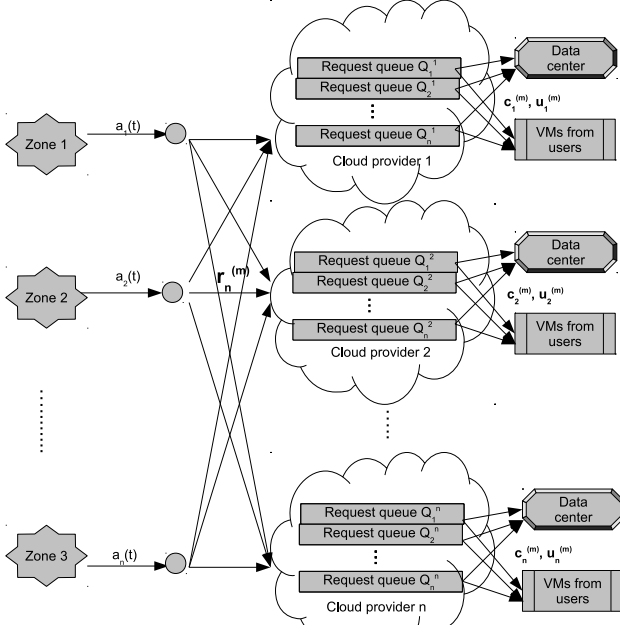 Zone 1
a₁(t)
Request queue Q₁¹
Request queue Q₂¹
Request queue Qₙ¹
Cloud provider 1
Data
center
c₁⁽ᵐ⁾, u₁⁽ᵐ⁾
VMs from
users
Zone 2
a₂(t)
rₙ⁽ᵐ⁾
Request queue Q₁²
Request queue Q₂²
Request queue Qₙ²
Cloud provider 2
Data
center
c₂⁽ᵐ⁾, u₂⁽ᵐ⁾
VMs from
users
Zone 3
aₙ(t)
Request queue Q₁ⁿ
Request queue Q₂ⁿ
Request queue Qₙⁿ
Cloud provider n
Data
center
cₙ⁽ᵐ⁾, uₙ⁽ᵐ⁾
VMs from
users